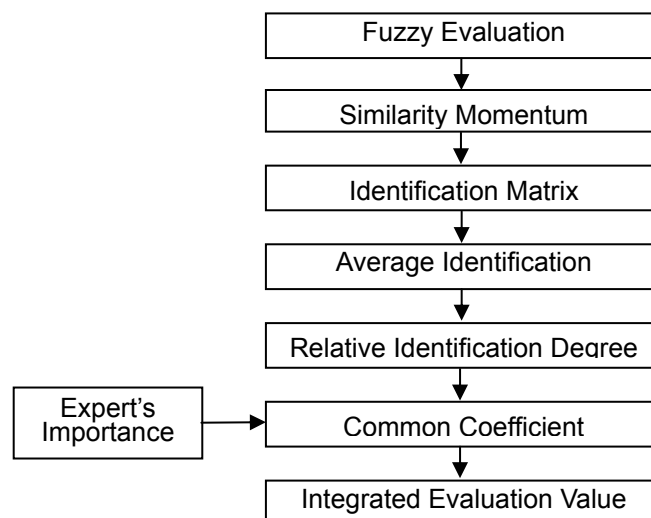 Fuzzy Evaluation
Similarity Momentum
Identification Matrix
Average Identification
Relative Identification Degree
Expert's
Importance
Common Coefficient
Integrated Evaluation Value